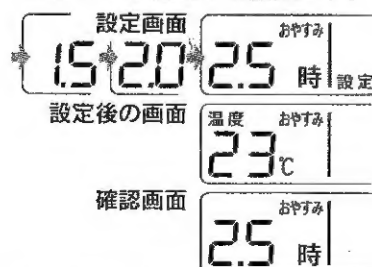 設定画面
おやすみ
1.5 2.0 2.5 時 設定
設定後の画面
温度 おやすみ
23℃
確認画面
おやすみ
2.5 時